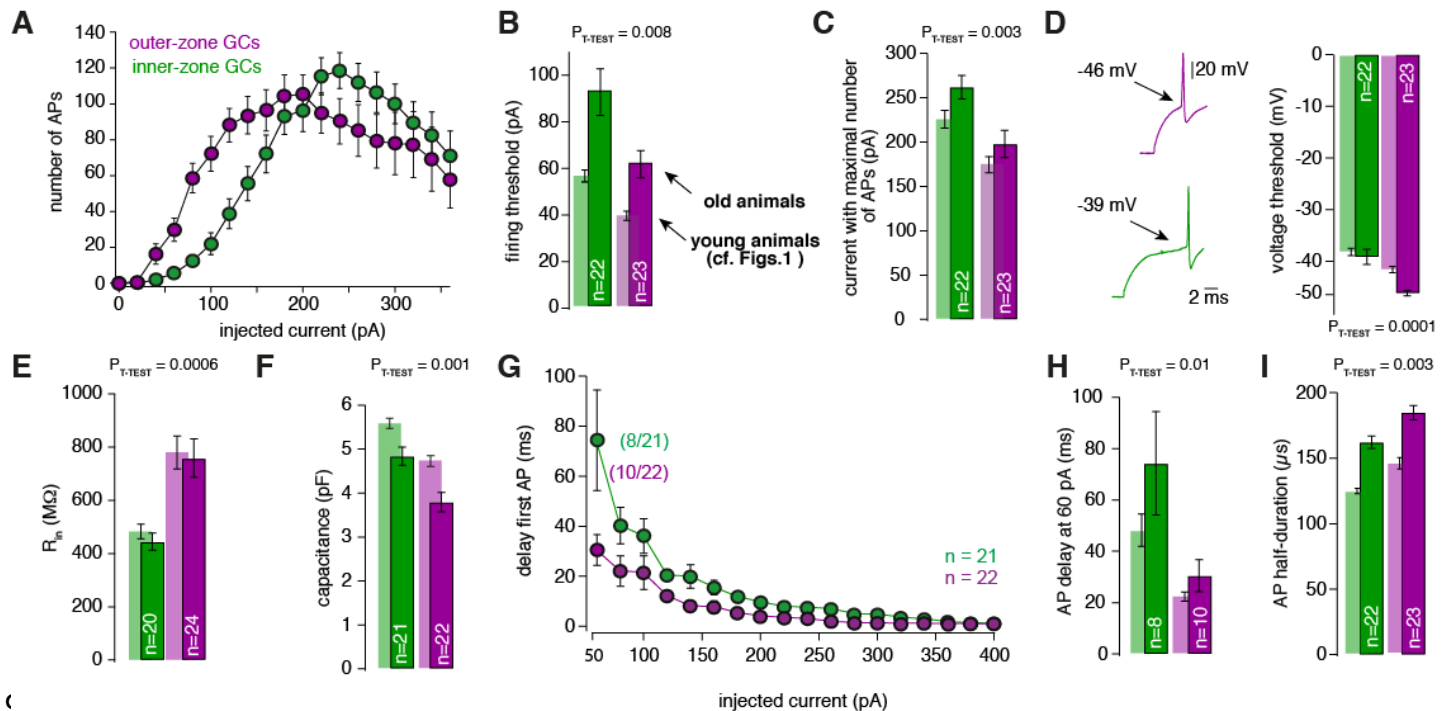 A
outer-zone GCs
inner-zone GCs
140
120
100
80
60
40
20
0
number of APs
0
100
200
300
injected current (pA)
B
P T-TEST = 0.008
100
80
60
40
20
0
firing threshold (pA)
n=22
n=23
old animals
young animals
(cf. Figs.1 )
C
P T-TEST = 0.003
300
250
200
150
100
50
0
current with maximal number
of APs (pA)
n=22
n=23
D
-46 mV
20 mV
-39 mV
2 ms
0
-10
-20
-30
-40
-50
voltage threshold (mV)
n=22
n=23
P T-TEST = 0.0001
E
P T-TEST = 0.0006
1000
800
600
400
200
0
R in (MΩ)
n=20
n=24
F
P T-TEST = 0.001
6
5
4
3
2
1
0
capacitance (pF)
n=21
n=22
G
100
80
60
40
20
0
delay first AP (ms)
(8/21)
(10/22)
n = 21
n = 22
50
100
150
200
250
300
350
400
injected current (pA)
H
P T-TEST = 0.01
100
80
60
40
20
0
AP delay at 60 pA (ms)
n=8
n=10
I
P T-TEST = 0.003
200
150
100
50
0
AP half-duration (µs)
n=22
n=23